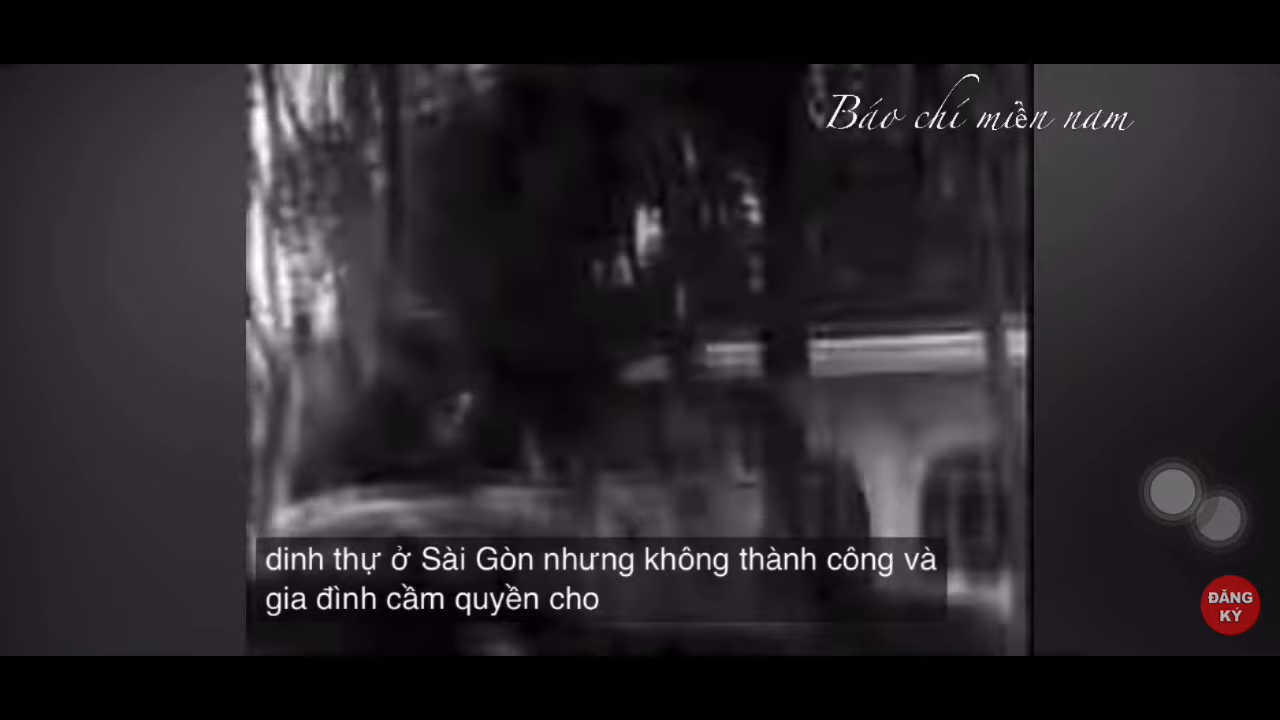 Báo chí miền nam
dinh thự ở Sài Gòn nhưng không thành công và
gia đình cầm quyền cho
ĐĂNG
KÝ